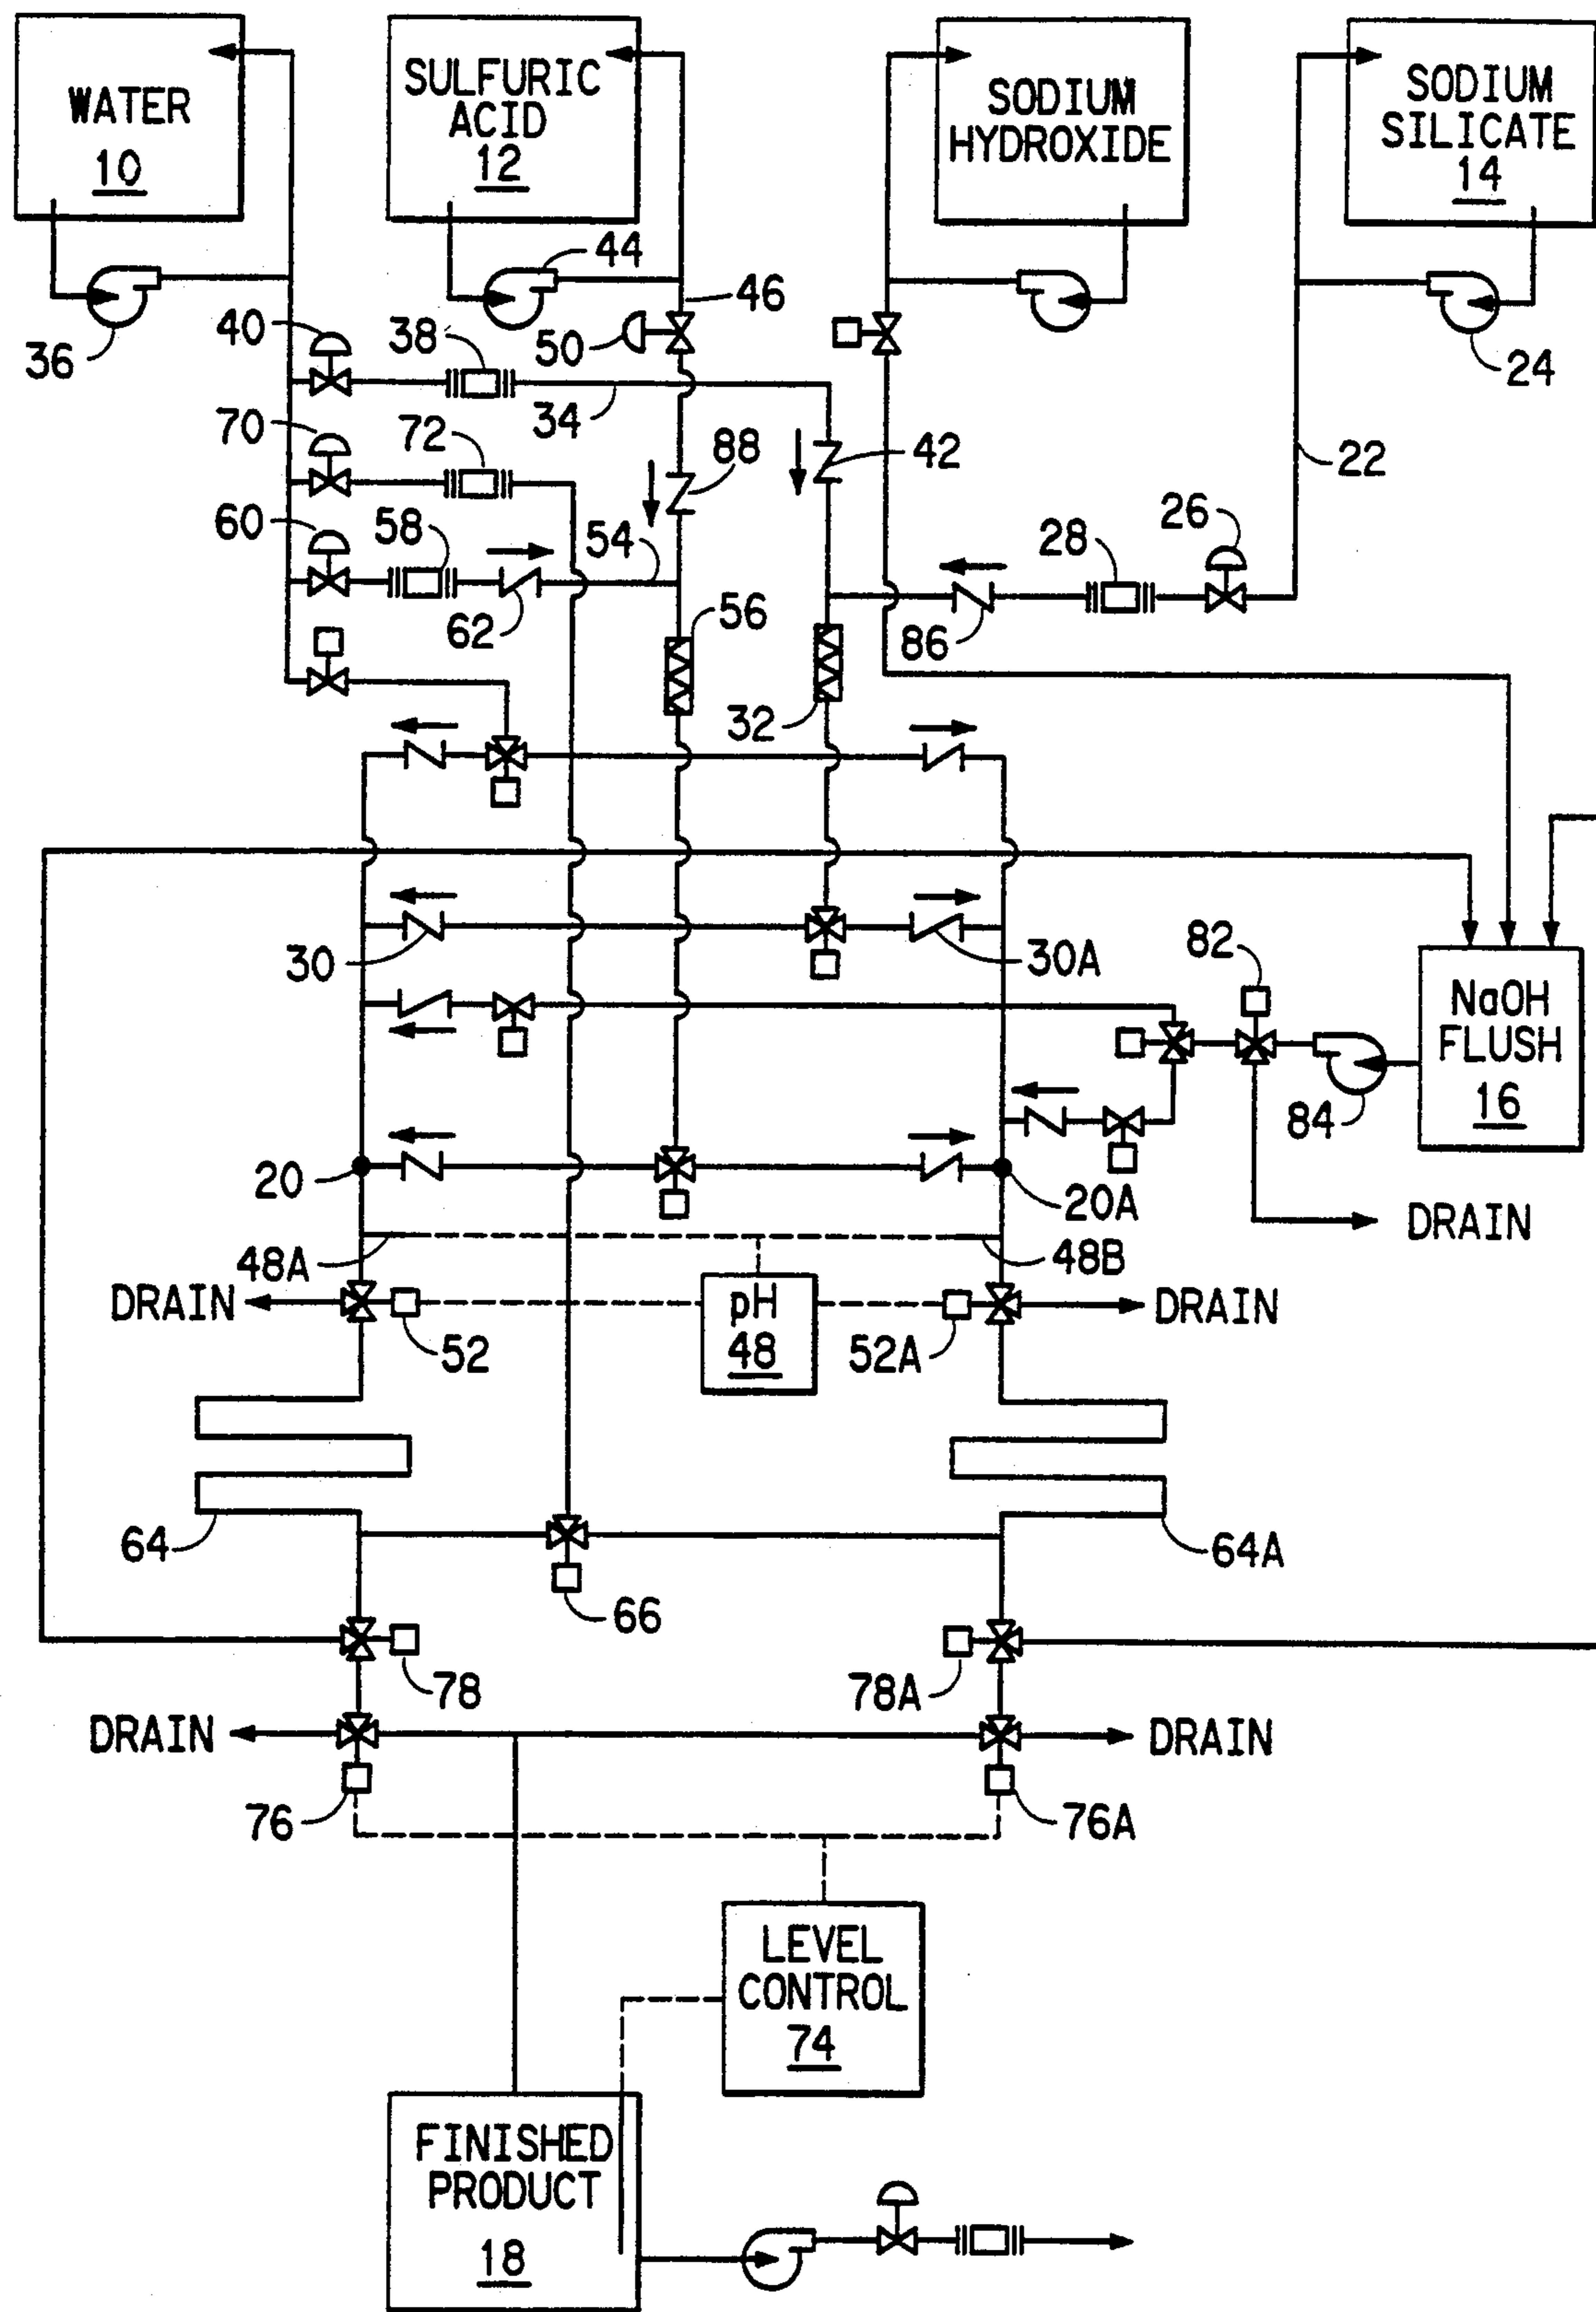 WATER
10
SULFURIC
ACID
12
SODIUM
HYDROXIDE
SODIUM
SILICATE
14
44
46
36
40
38
50
24
34
70
72
88
42
22
60
58
54
26
28
62
56
86
32
30
30A
82
NaOH
FLUSH
16
84
20
20A
DRAIN
48A
48B
DRAIN
pH
48
DRAIN
52
52A
64
64A
66
78
78A
DRAIN
DRAIN
76
76A
LEVEL
CONTROL
74
FINISHED
PRODUCT
18